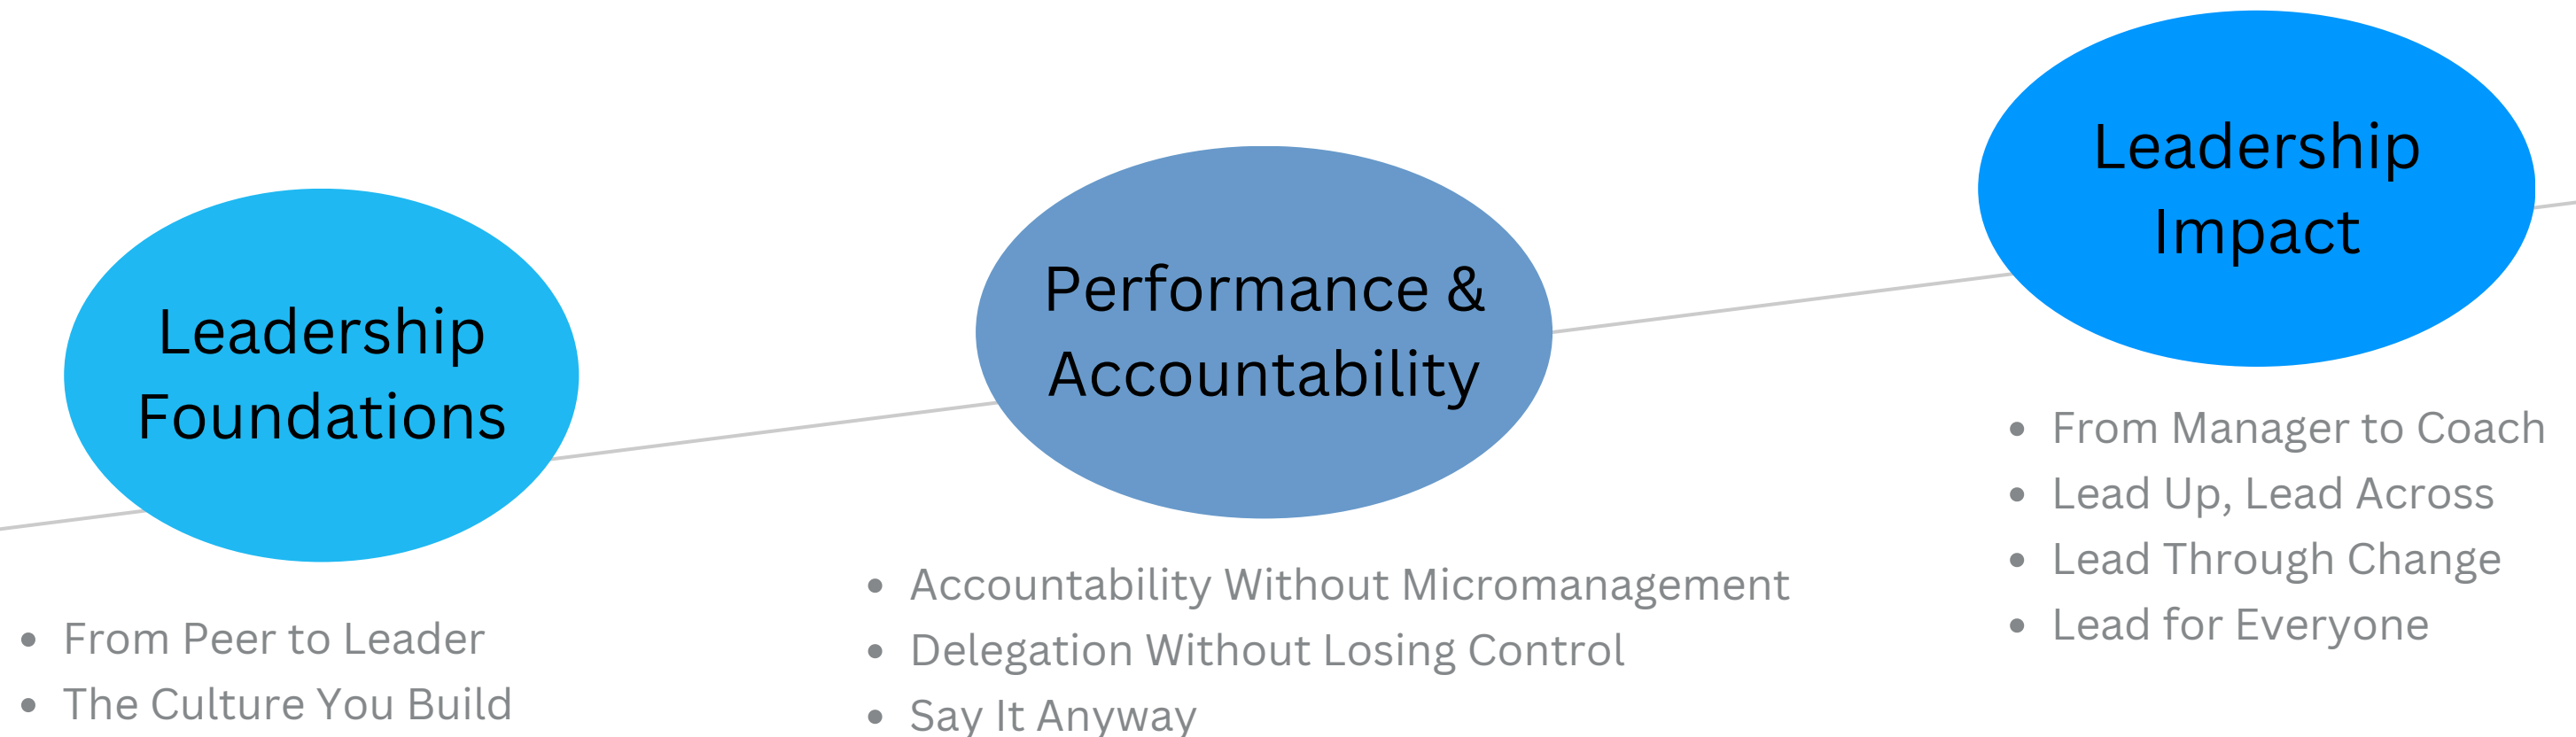 Leadership
Foundations
• From Peer to Leader
• The Culture You Build
Performance &
Accountability
• Accountability Without Micromanagement
• Delegation Without Losing Control
• Say It Anyway
Leadership
Impact
• From Manager to Coach
• Lead Up, Lead Across
• Lead Through Change
• Lead for Everyone